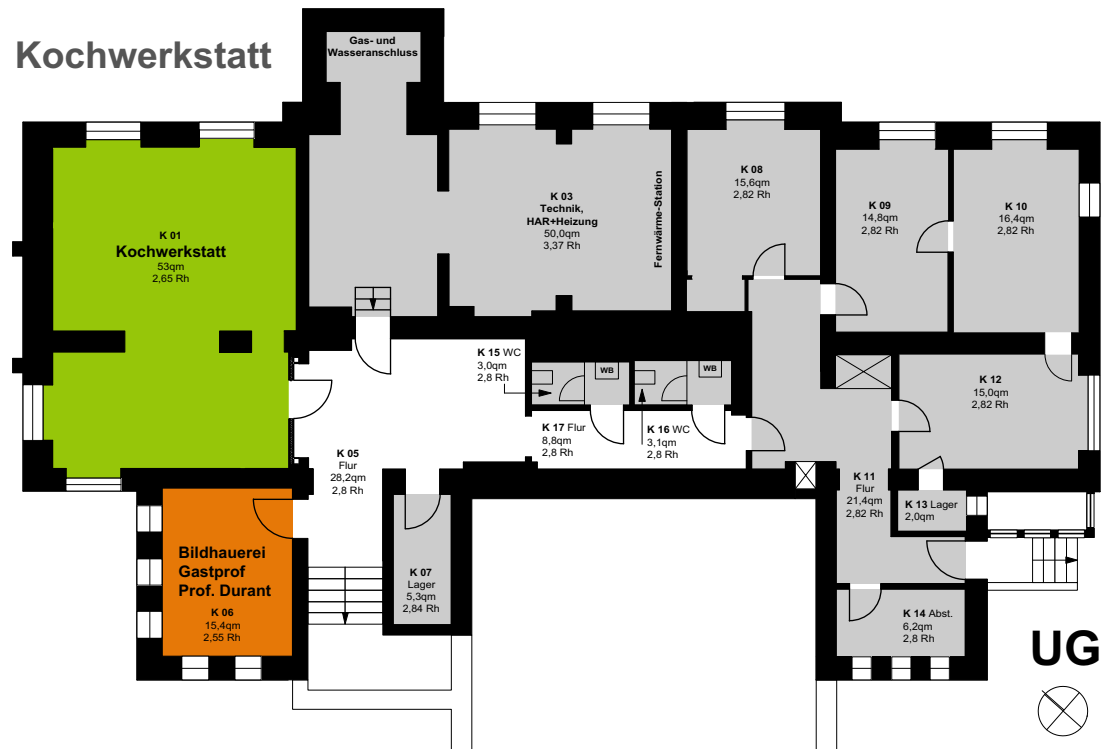 Kochwerkstatt
Gas- und
Wasseranschluss
K 01
Kochwerkstatt
53qm
2,65 Rh
K 03
Technik,
HAR+Heizung
50,0qm
3,37 Rh
Fernwärme-Station
K 08
15,6qm
2,82 Rh
K 09
14,8qm
2,82 Rh
K 10
16,4qm
2,82 Rh
K 15 WC
3,0qm
2,8 Rh
WB
WB
K 12
15,0qm
2,82 Rh
K 17 Flur
8,8qm
2,8 Rh
K 16 WC
3,1qm
2,8 Rh
K 05
Flur
28,2qm
2,8 Rh
K 11
Flur
21,4qm
2,82 Rh
K 13 Lager
2,0qm
Bildhauerei
Gastprof
Prof. Durant
K 06
15,4qm
2,55 Rh
K 07
Lager
5,3qm
2,84 Rh
K 14 Abst.
6,2qm
2,8 Rh
UG